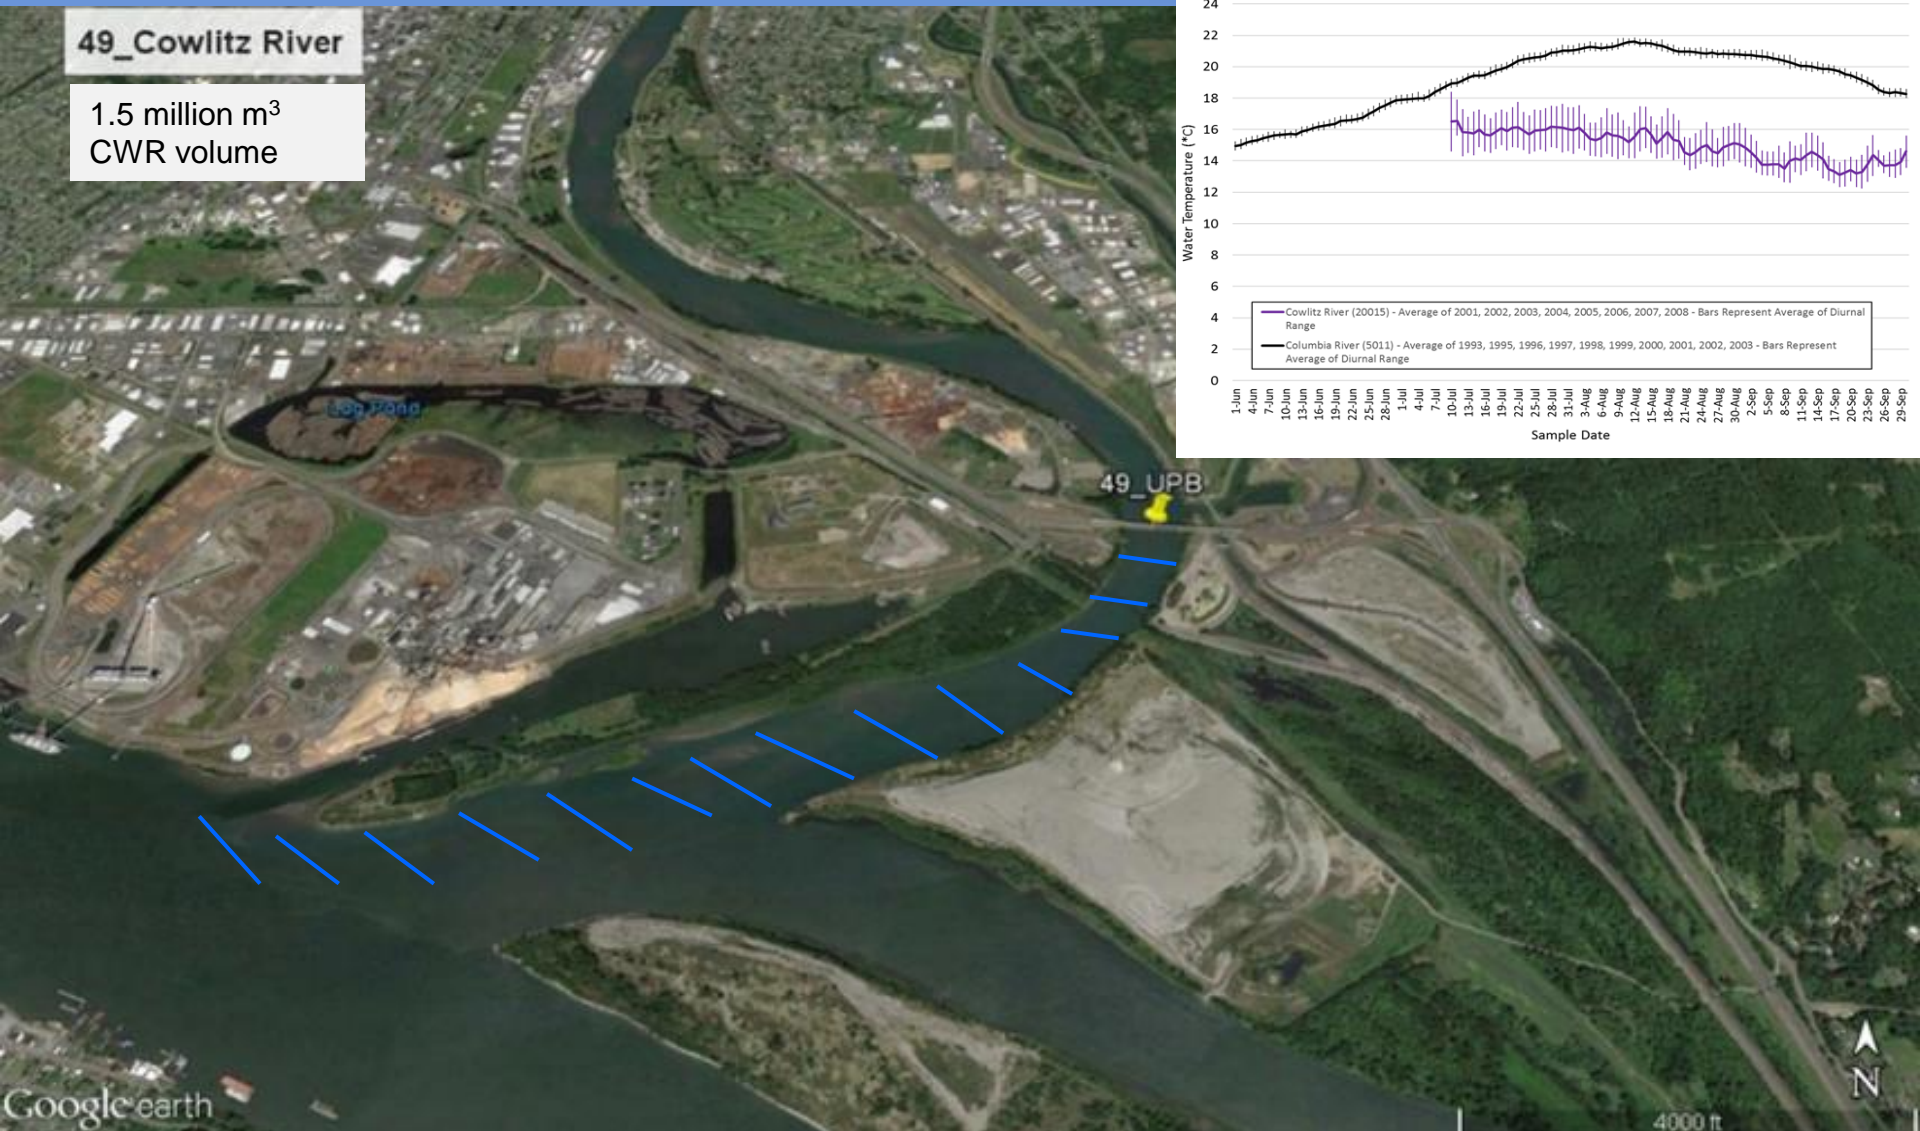 49_Cowlitz River
1.5 million m³
CWR volume
24
22
20
18
16
14
12
10
8
6
4
2
0
Water Temperature (°C)
Cowlitz River (20015) - Average of 2001, 2002, 2003, 2004, 2005, 2006, 2007, 2008 - Bars Represent Average of Diurnal
Range
Columbia River (5011) - Average of 1993, 1995, 1996, 1997, 1998, 1999, 2000, 2001, 2002, 2003 - Bars Represent
Average of Diurnal Range
1-Jun
4-Jun
7-Jun
10-Jun
13-Jun
16-Jun
19-Jun
22-Jun
25-Jun
28-Jun
1-Jul
4-Jul
7-Jul
10-Jul
13-Jul
16-Jul
19-Jul
22-Jul
25-Jul
28-Jul
31-Jul
3-Aug
6-Aug
9-Aug
12-Aug
15-Aug
18-Aug
21-Aug
24-Aug
27-Aug
30-Aug
2-Sep
5-Sep
8-Sep
11-Sep
14-Sep
17-Sep
20-Sep
23-Sep
26-Sep
29-Sep
Sample Date
Log Pond
49_UPB
N
Google earth
4000 ft